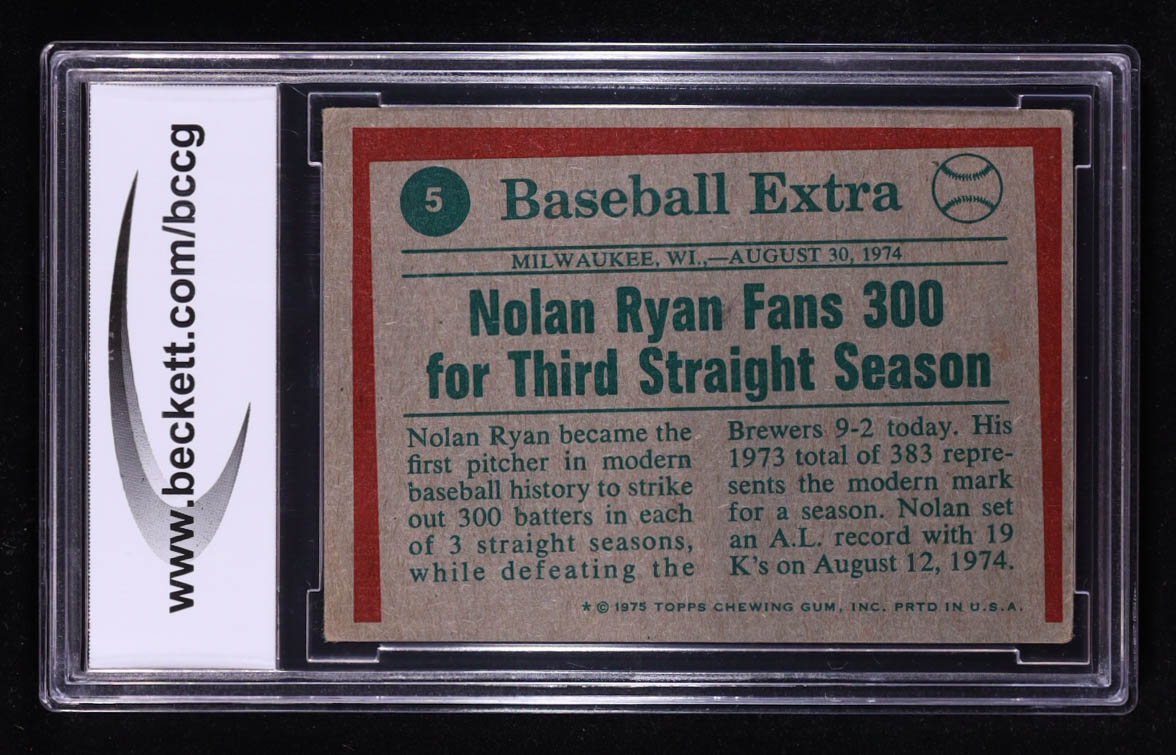 www.beckett.com/bccg
5
Baseball Extra
MILWAUKEE, WI.,—AUGUST 30, 1974
Nolan Ryan Fans 300
for Third Straight Season
Nolan Ryan became the
first pitcher in modern
baseball history to strike
out 300 batters in each
of 3 straight seasons,
while defeating the
Brewers 9-2 today. His
1973 total of 383 repre-
sents the modern mark
for a season. Nolan set
an A.L. record with 19
K's on August 12, 1974.
* © 1975 TOPPS CHEWING GUM, INC. PRTD IN U.S.A.